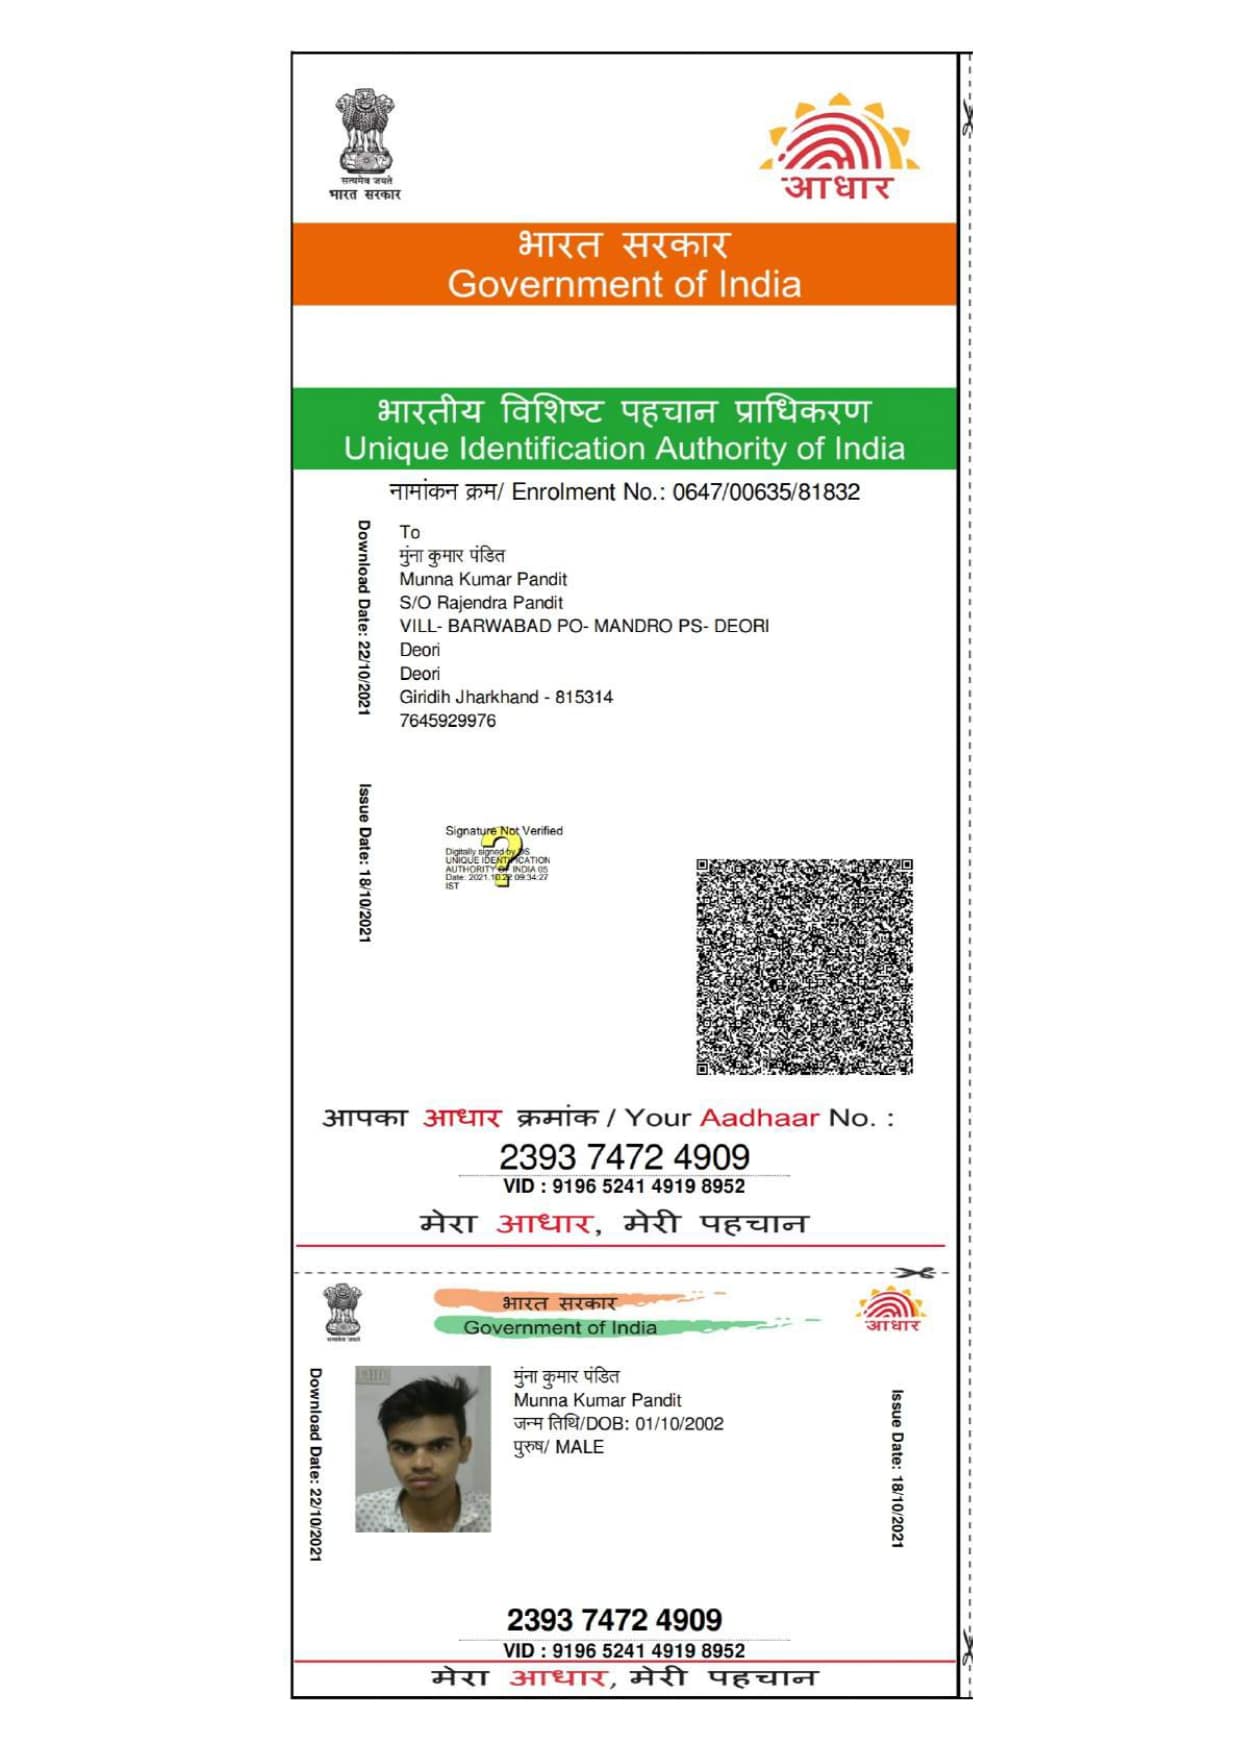 सत्यमेव जयते
भारत सरकार
आधार
भारत सरकार
Government of India
भारतीय विशिष्ट पहचान प्राधिकरण
Unique Identification Authority of India
नामांकन क्रम/ Enrolment No.: 0647/00635/81832
Download Date: 22/10/2021
To
मुंना कुमार पंडित
Munna Kumar Pandit
S/O Rajendra Pandit
VILL- BARWABAD PO- MANDRO PS- DEORI
Deori
Deori
Giridih Jharkhand - 815314
7645929976
Issue Date: 18/10/2021
Signature Not Verified
Digitally signed by DS
UNIQUE IDENTIFICATION
AUTHORITY OF INDIA 05
Date: 2021.10.22 09:34:27
IST
आपका आधार क्रमांक / Your Aadhaar No. :
2393 7472 4909
VID : 9196 5241 4919 8952
मेरा आधार, मेरी पहचान
सत्यमेव जयते
भारत सरकार
Government of India
आधार
Download Date: 22/10/2021
मुंना कुमार पंडित
Munna Kumar Pandit
जन्म तिथि/DOB: 01/10/2002
पुरुष/ MALE
Issue Date: 18/10/2021
2393 7472 4909
VID : 9196 5241 4919 8952
मेरा आधार, मेरी पहचान